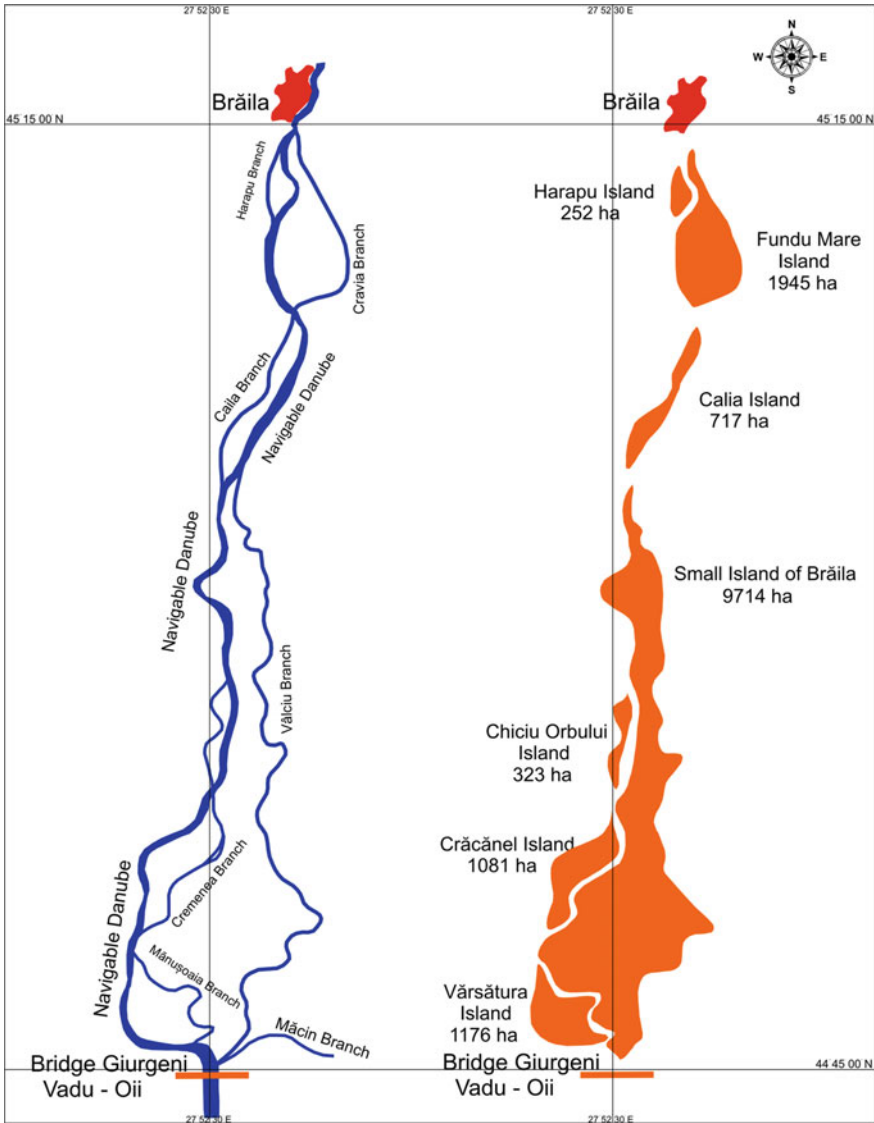 27 52 30 E
27 52 30 E
N
W
E
S
Brăila
Brăila
45 15 00 N
45 15 00 N
Harapu Branch
Cravia Branch
Harapu Island
252 ha
Fundu Mare
Island
1945 ha
Caila Branch
Navigable Danube
Calia Island
717 ha
Navigable Danube
Small Island of Brăila
9714 ha
Vâlciu Branch
Chiciu Orbului
Island
323 ha
Navigable Danube
Cremenea Branch
Crăcănel Island
1081 ha
Mănușoaia Branch
Vărsătura
Island
1176 ha
Măcin Branch
Bridge Giurgeni
Vadu - Oii
Bridge Giurgeni
Vadu - Oii
44 45 00 N
27 52 30 E
27 52 30 E